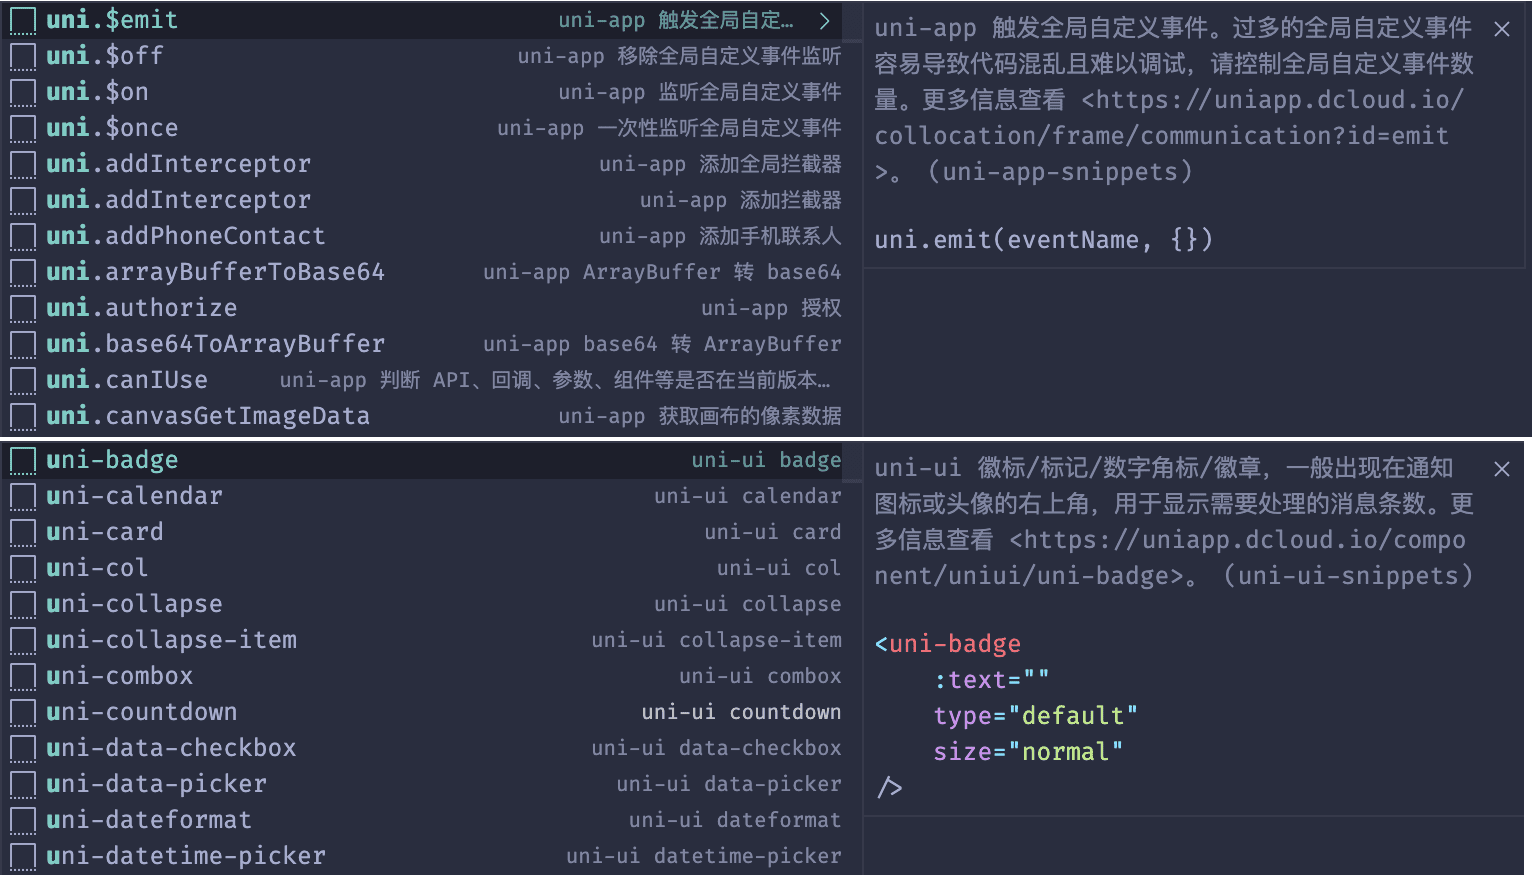 uni.$emit uni-app 触发全局自定…
uni.$off uni-app 移除全局自定义事件监听
uni.$on uni-app 监听全局自定义事件
uni.$once uni-app 一次性监听全局自定义事件
uni.addInterceptor uni-app 添加全局拦截器
uni.addInterceptor uni-app 添加拦截器
uni.addPhoneContact uni-app 添加手机联系人
uni.arrayBufferToBase64 uni-app ArrayBuffer 转 base64
uni.authorize uni-app 授权
uni.base64ToArrayBuffer uni-app base64 转 ArrayBuffer
uni.canIUse uni-app 判断 API、回调、参数、组件等是否在当前版本…
uni.canvasGetImageData uni-app 获取画布的像素数据
uni-app 触发全局自定义事件。过多的全局自定义事件
容易导致代码混乱且难以调试，请控制全局自定义事件数
量。更多信息查看 <https://uniapp.dcloud.io/
collocation/frame/communication?id=emit
>。（uni-app-snippets）
uni.emit(eventName, {})
uni-badge uni-ui badge
uni-calendar uni-ui calendar
uni-card uni-ui card
uni-col uni-ui col
uni-collapse uni-ui collapse
uni-collapse-item uni-ui collapse-item
uni-combox uni-ui combox
uni-countdown uni-ui countdown
uni-data-checkbox uni-ui data-checkbox
uni-data-picker uni-ui data-picker
uni-dateformat uni-ui dateformat
uni-datetime-picker uni-ui datetime-picker
uni-ui 徽标/标记/数字角标/徽章，一般出现在通知
图标或头像的右上角，用于显示需要处理的消息条数。更
多信息查看 <https://uniapp.dcloud.io/compo
nent/uniui/uni-badge>。（uni-ui-snippets）
<uni-badge
:text=""
type="default"
size="normal"
/>